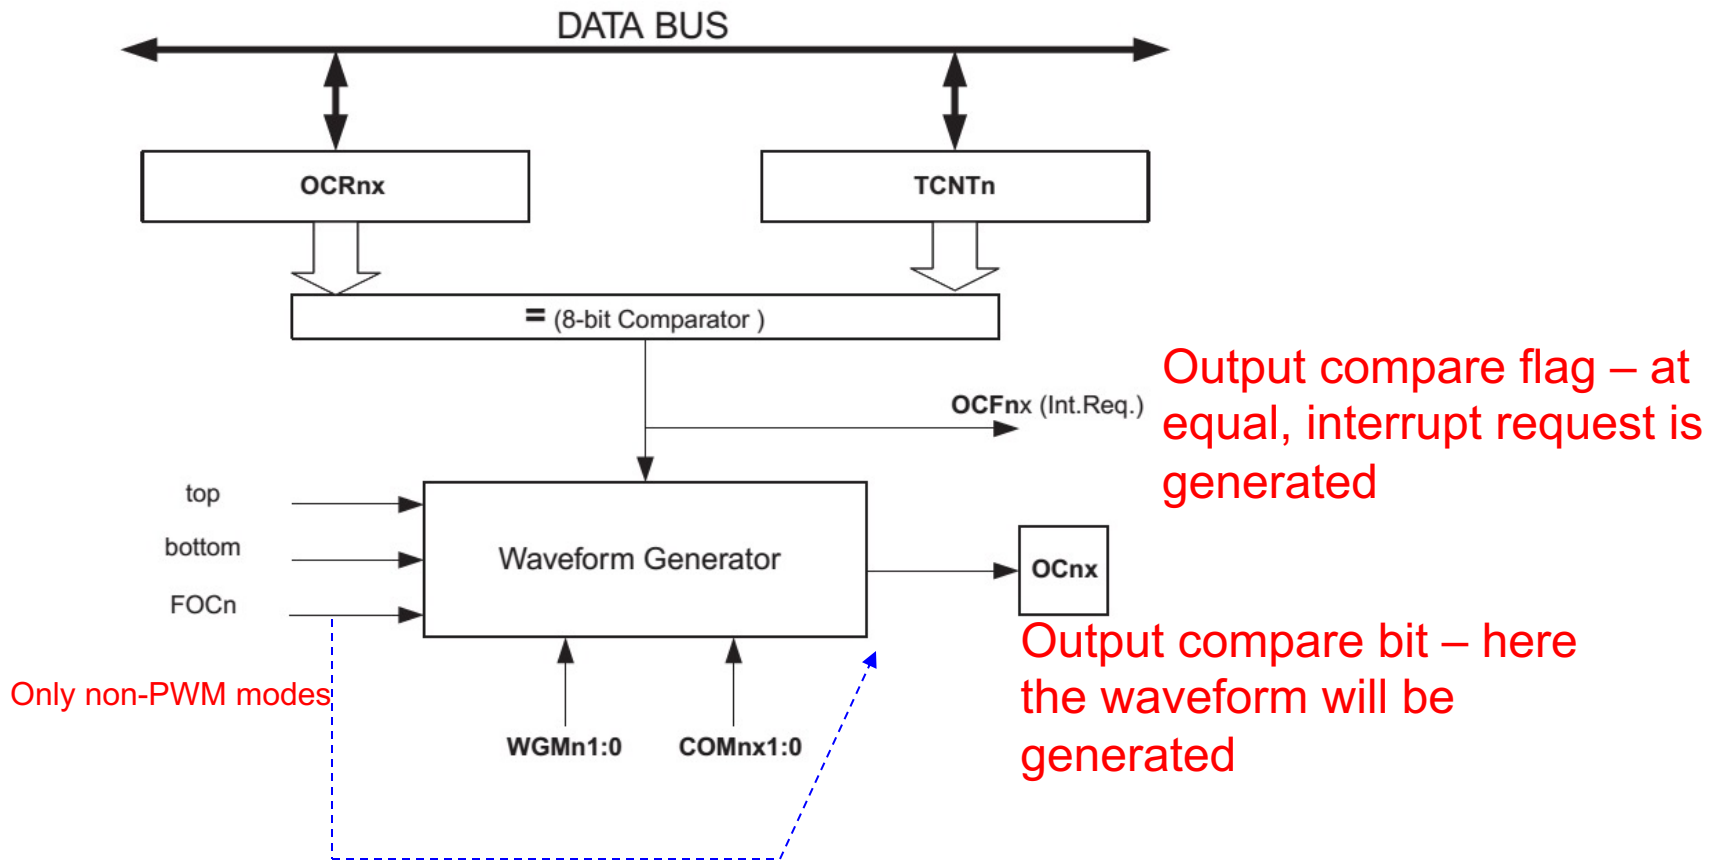 DATA BUS
OCRnx
TCNTn
= (8-bit Comparator )
OCFnx (Int.Req.)
Output compare flag – at
equal, interrupt request is
generated
top
bottom
FOCn
Waveform Generator
OCnx
Only non-PWM modes
Output compare bit – here
the waveform will be
generated
WGMn1:0
COMnx1:0